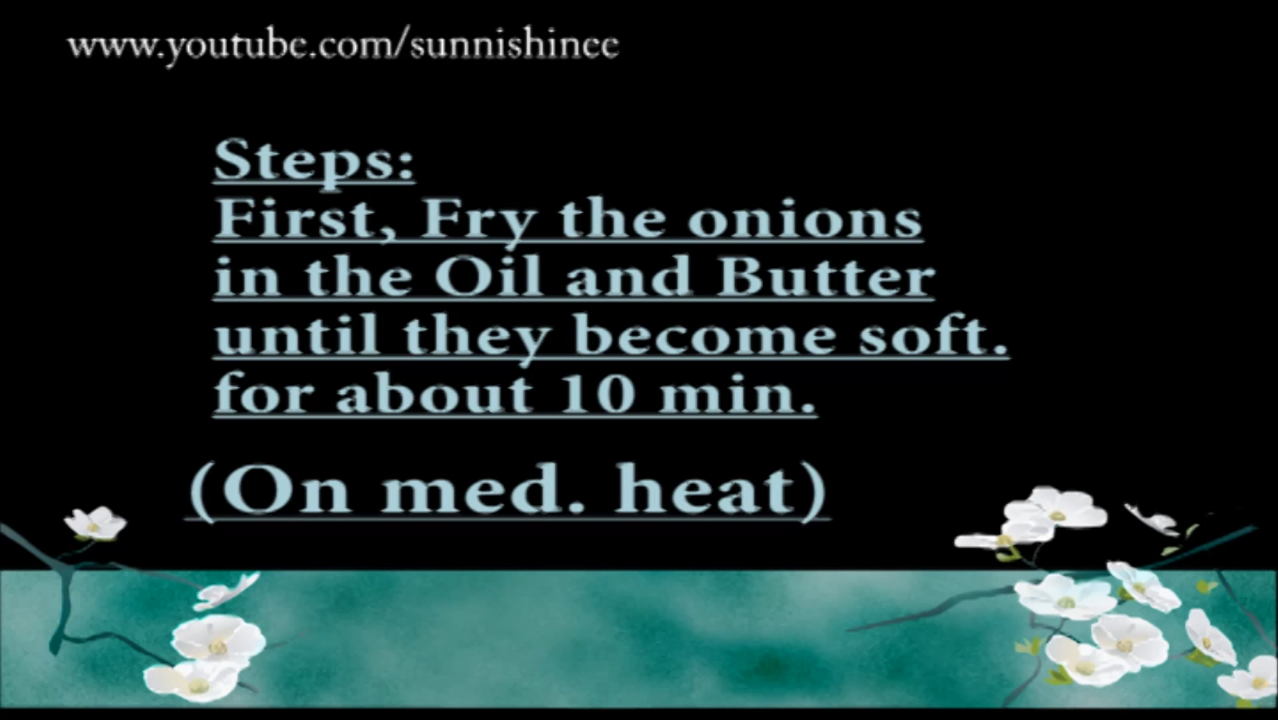 www.youtube.com/sunnishinee
Steps:
First, Fry the onions
in the Oil and Butter
until they become soft.
for about 10 min.
(On med. heat)